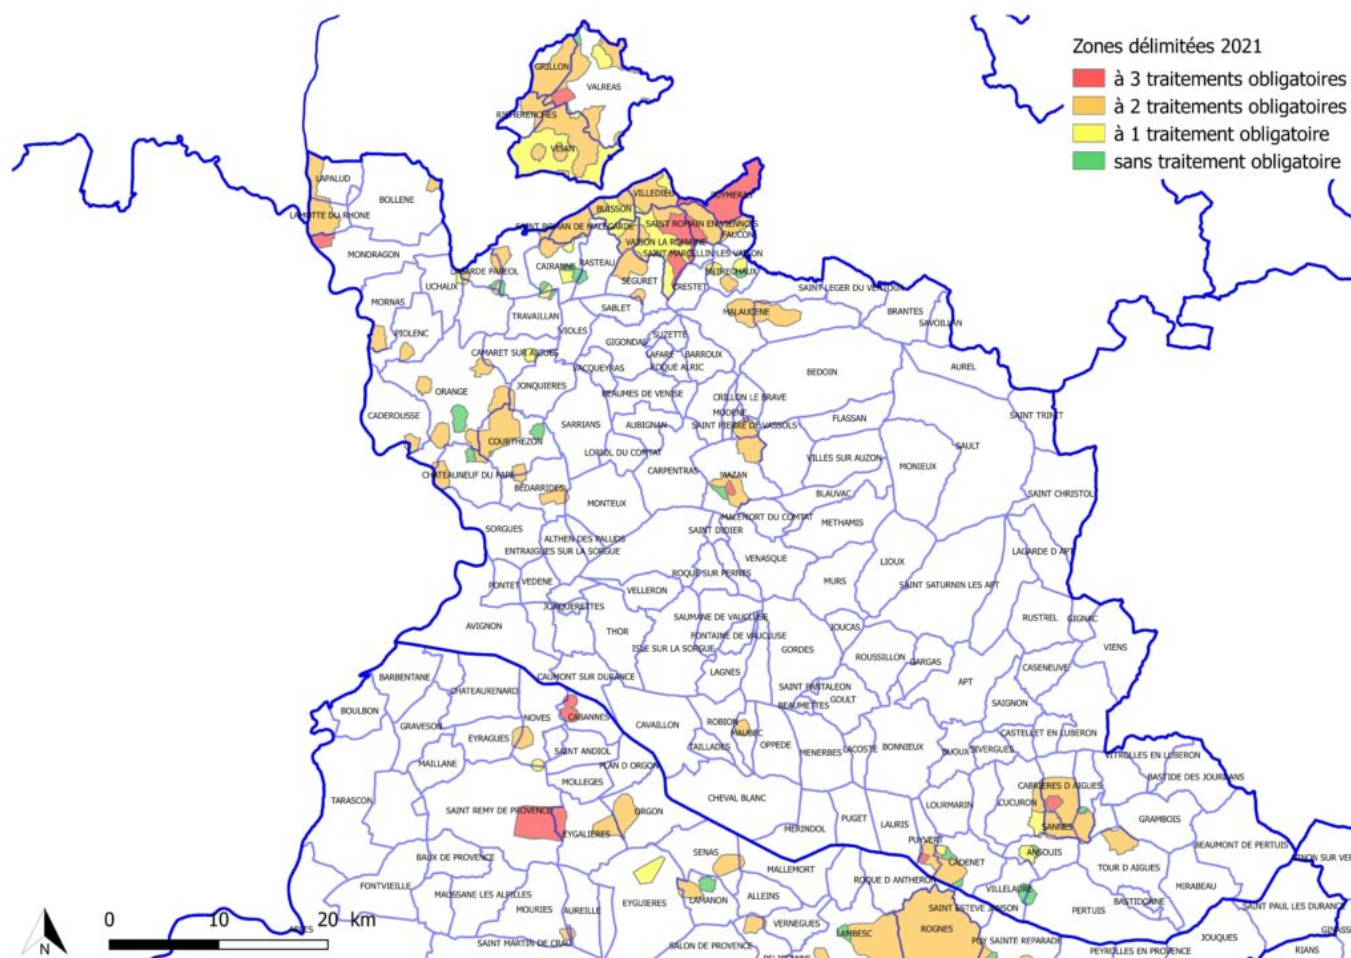 Zones délimitées 2021
à 3 traitements obligatoires
à 2 traitements obligatoires
à 1 traitement obligatoire
sans traitement obligatoire
GRILLON
VALREAS
VISAN
LAPALUD
BOLLENE
LAMOTTE DU RHONE
MONDRAGON
VILLEDIEU
BUISSON
SAINT ROMAN DE MALEGARDE
SAINT ROMAIN EN VIENNOIS
FAUCON
VAISON LA ROMAINE
SAINT MARCELLIN LES VAISON
CAIRANNE
RASTEAU
SEGURET
CRESTET
ENTRECHAUX
UCHAUX
MORNAS
PIOLENC
TRAVAILLAN
VIOLES
SABLET
MALAUCENE
SAINT LEGER DU VENTOUX
BRANTES
SAVOILLAN
SUZETTE
GIGONDAS
LAFARE
BARROUX
ROQUE ALRIC
CAMARET SUR AIGUES
VACQUEYRAS
BEDOIN
AUREL
ORANGE
JONQUIERES
BEAUMES DE VENISE
CRILLON LE BRAVE
MODENE
CADEROUSSE
SAINT TRINIT
SARRIANS
AUBIGNAN
SAINT PIERRE DE VASSOLS
FLASSAN
COURTHEZON
SAULT
LORIOL DU COMTAT
VILLES SUR AUZON
MONIEUX
CHATEAUNEUF DU PAPE
CARPENTRAS
MAZAN
BEDARRIDES
MONTEUX
BLAUVAC
SAINT CHRISTOL
MALEMORT DU COMTAT
METHAMIS
SORGUES
SAINT DIDIER
ALTHEN DES PALUDS
ENTRAIGUES SUR LA SORGUE
VENASQUE
LAGARDE D APT
LIOUX
ROQUE SUR PERNES
PONTET
VEDENE
MURS
SAINT SATURNIN LES APT
VELLERON
JONQUERETTES
SAUMANE DE VAUCLUSE
RUSTREL
GIGNAC
AVIGNON
THOR
FONTAINE DE VAUCLUSE
JOUCAS
ISLE SUR LA SORGUE
GORDES
ROUSSILLON
GARGAS
VIENS
LAGNES
CASENEUVE
BARBENTANE
CAUMONT SUR DURANCE
SAINT PANTALEON
APT
CHATEAURENARD
GOULT
BEAUMETTES
SAIGNON
BOULBON
GRAVESON
NOVES
CABANNES
CAVAILLON
ROBION
MAUBEC
CASTELLET EN LUBERON
EYRAGUES
SAINT ANDIOL
TAILLADES
OPPEDE
MENERBES
LACOSTE
BONNIEUX
BUOUX
SIVERGUES
VITROLLES EN LUBERON
MAILLANE
PLAN D ORGON
MOLLEGES
BASTIDE DES JOURDANS
CABRIERES D AIGUES
TARASCON
CHEVAL BLANC
CUCURON
LOURMARIN
SAINT REMY DE PROVENCE
ORGON
PUGET
LAURIS
GRAMBOIS
MERINDOL
SANNES
EYGALIERES
PUYVERT
BEAUMONT DE PERTUIS
SENAS
ANSOUIS
BAUX DE PROVENCE
MALLEMORT
CADENET
TOUR D AIGUES
ROQUE D ANTHERON
FONTVIEILLE
VILLELAURE
MIRABEAU
MAUSSANE LES ALPILLES
EYGUIERES
LAMANON
ALLEINS
BASTIDONNE
SAINT PAUL LES DURANCE
MOURIES
AUREILLE
SAINT ESTEVE JANSON
PERTUIS
VERNEGUES
ROGNES
LAMBESC
SAINT MARTIN DE CRAU
SALON DE PROVENCE
PUY SAINTE REPARADE
JOUQUES
PEYROLLES EN PROVENCE
RIANS
N
0 10 20 km